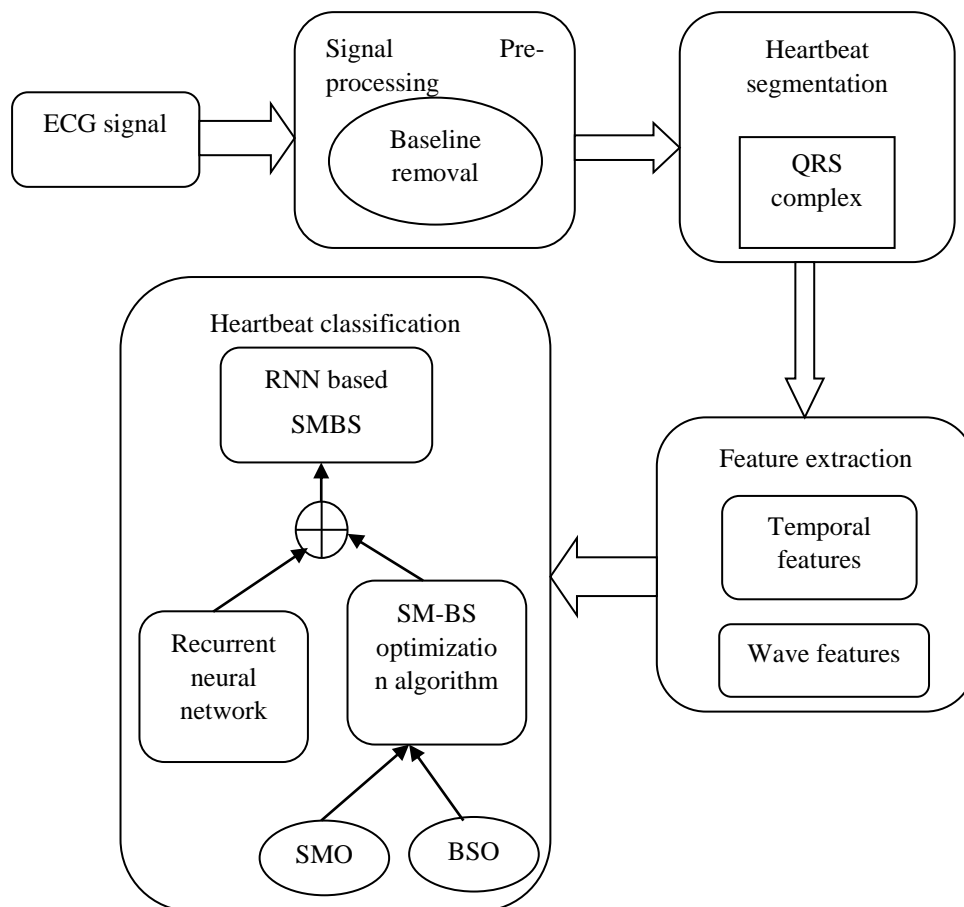 ECG signal
Signal Pre-
processing
Baseline
removal
Heartbeat
segmentation
QRS
complex
Feature extraction
Temporal
features
Wave features
Heartbeat classification
RNN based
SMBS
Recurrent
neural
network
SM-BS
optimizatio
n algorithm
SMO
BSO